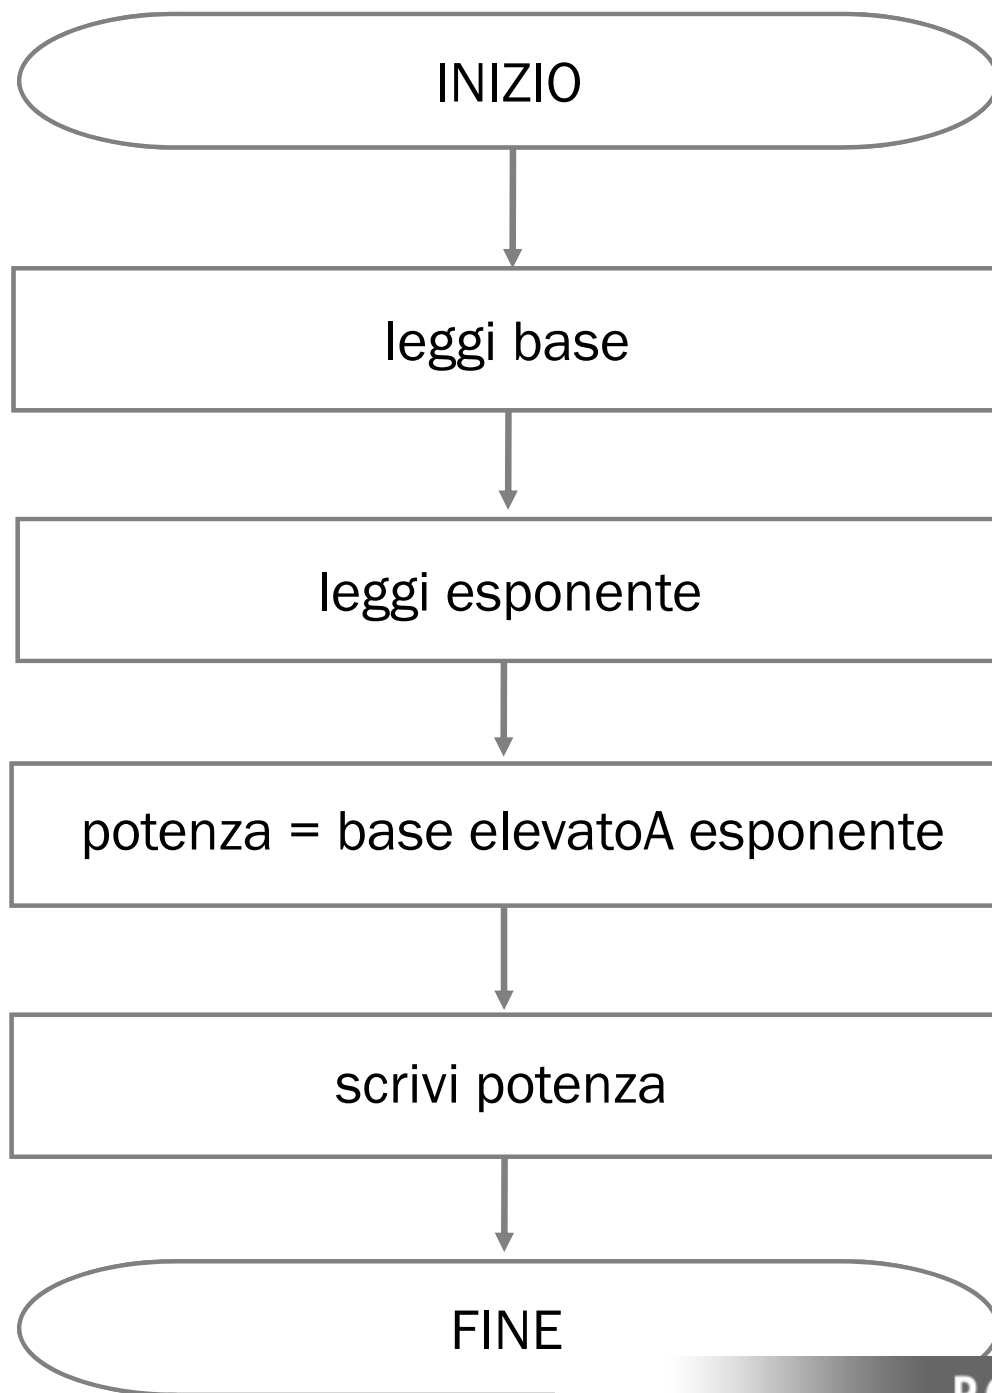 INIZIO
leggi base
leggi esponente
potenza = base elevatoA esponente
scrivi potenza
FINE